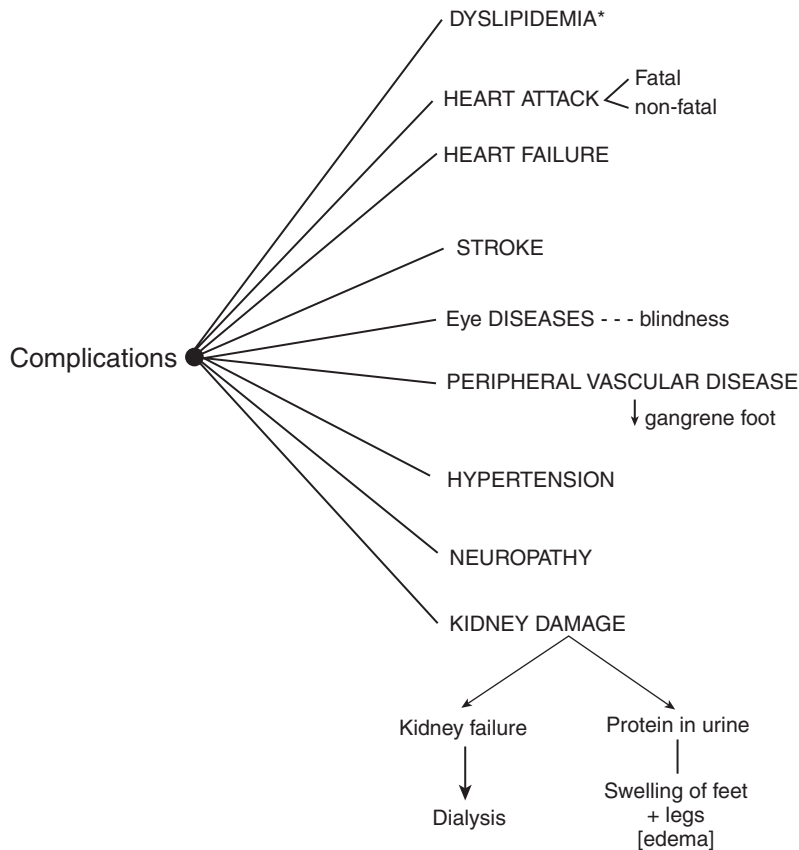 DYSLIPIDEMIA*
HEART ATTACK
Fatal
non-fatal
HEART FAILURE
STROKE
Eye DISEASES - - - blindness
Complications
PERIPHERAL VASCULAR DISEASE
gangrene foot
HYPERTENSION
NEUROPATHY
KIDNEY DAMAGE
Kidney failure
Protein in urine
Dialysis
Swelling of feet
+ legs
[edema]